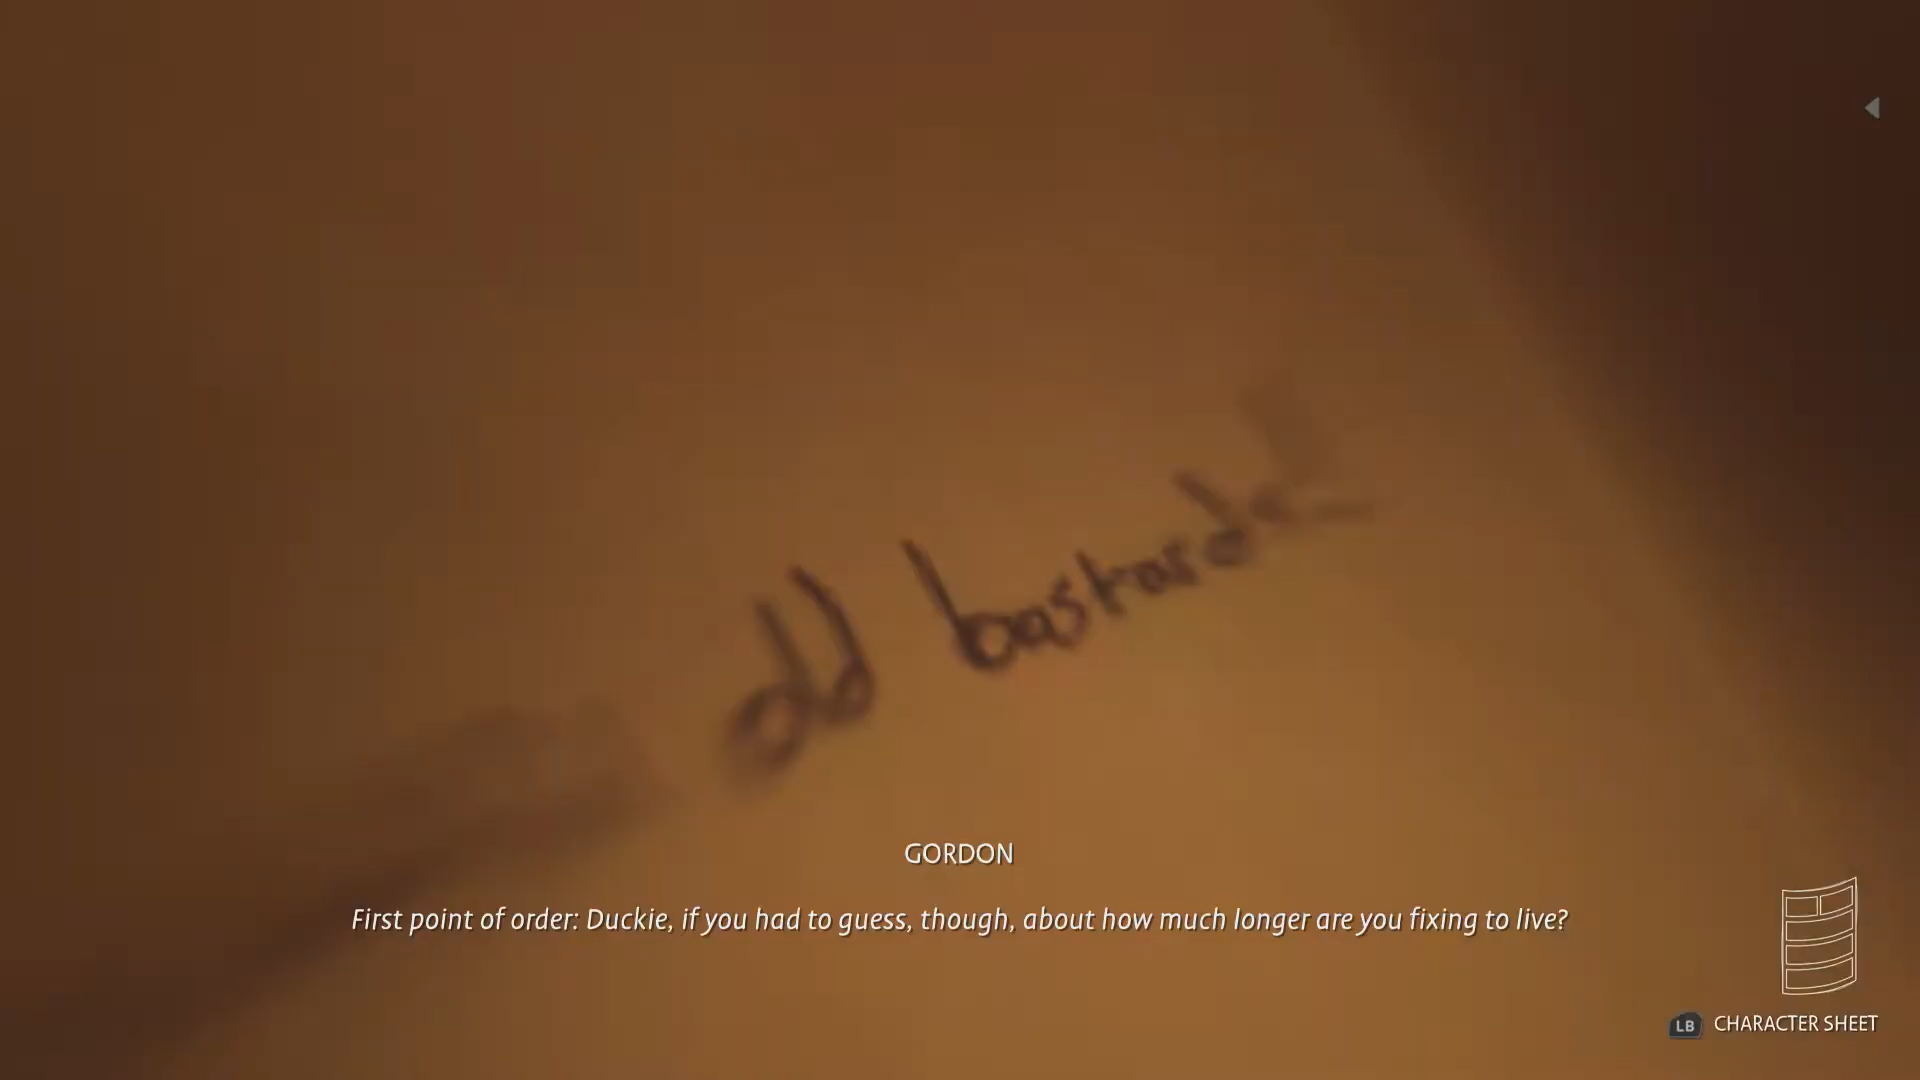 old bastards
GORDON
First point of order: Duckie, if you had to guess, though, about how much longer are you fixing to live?
LB CHARACTER SHEET